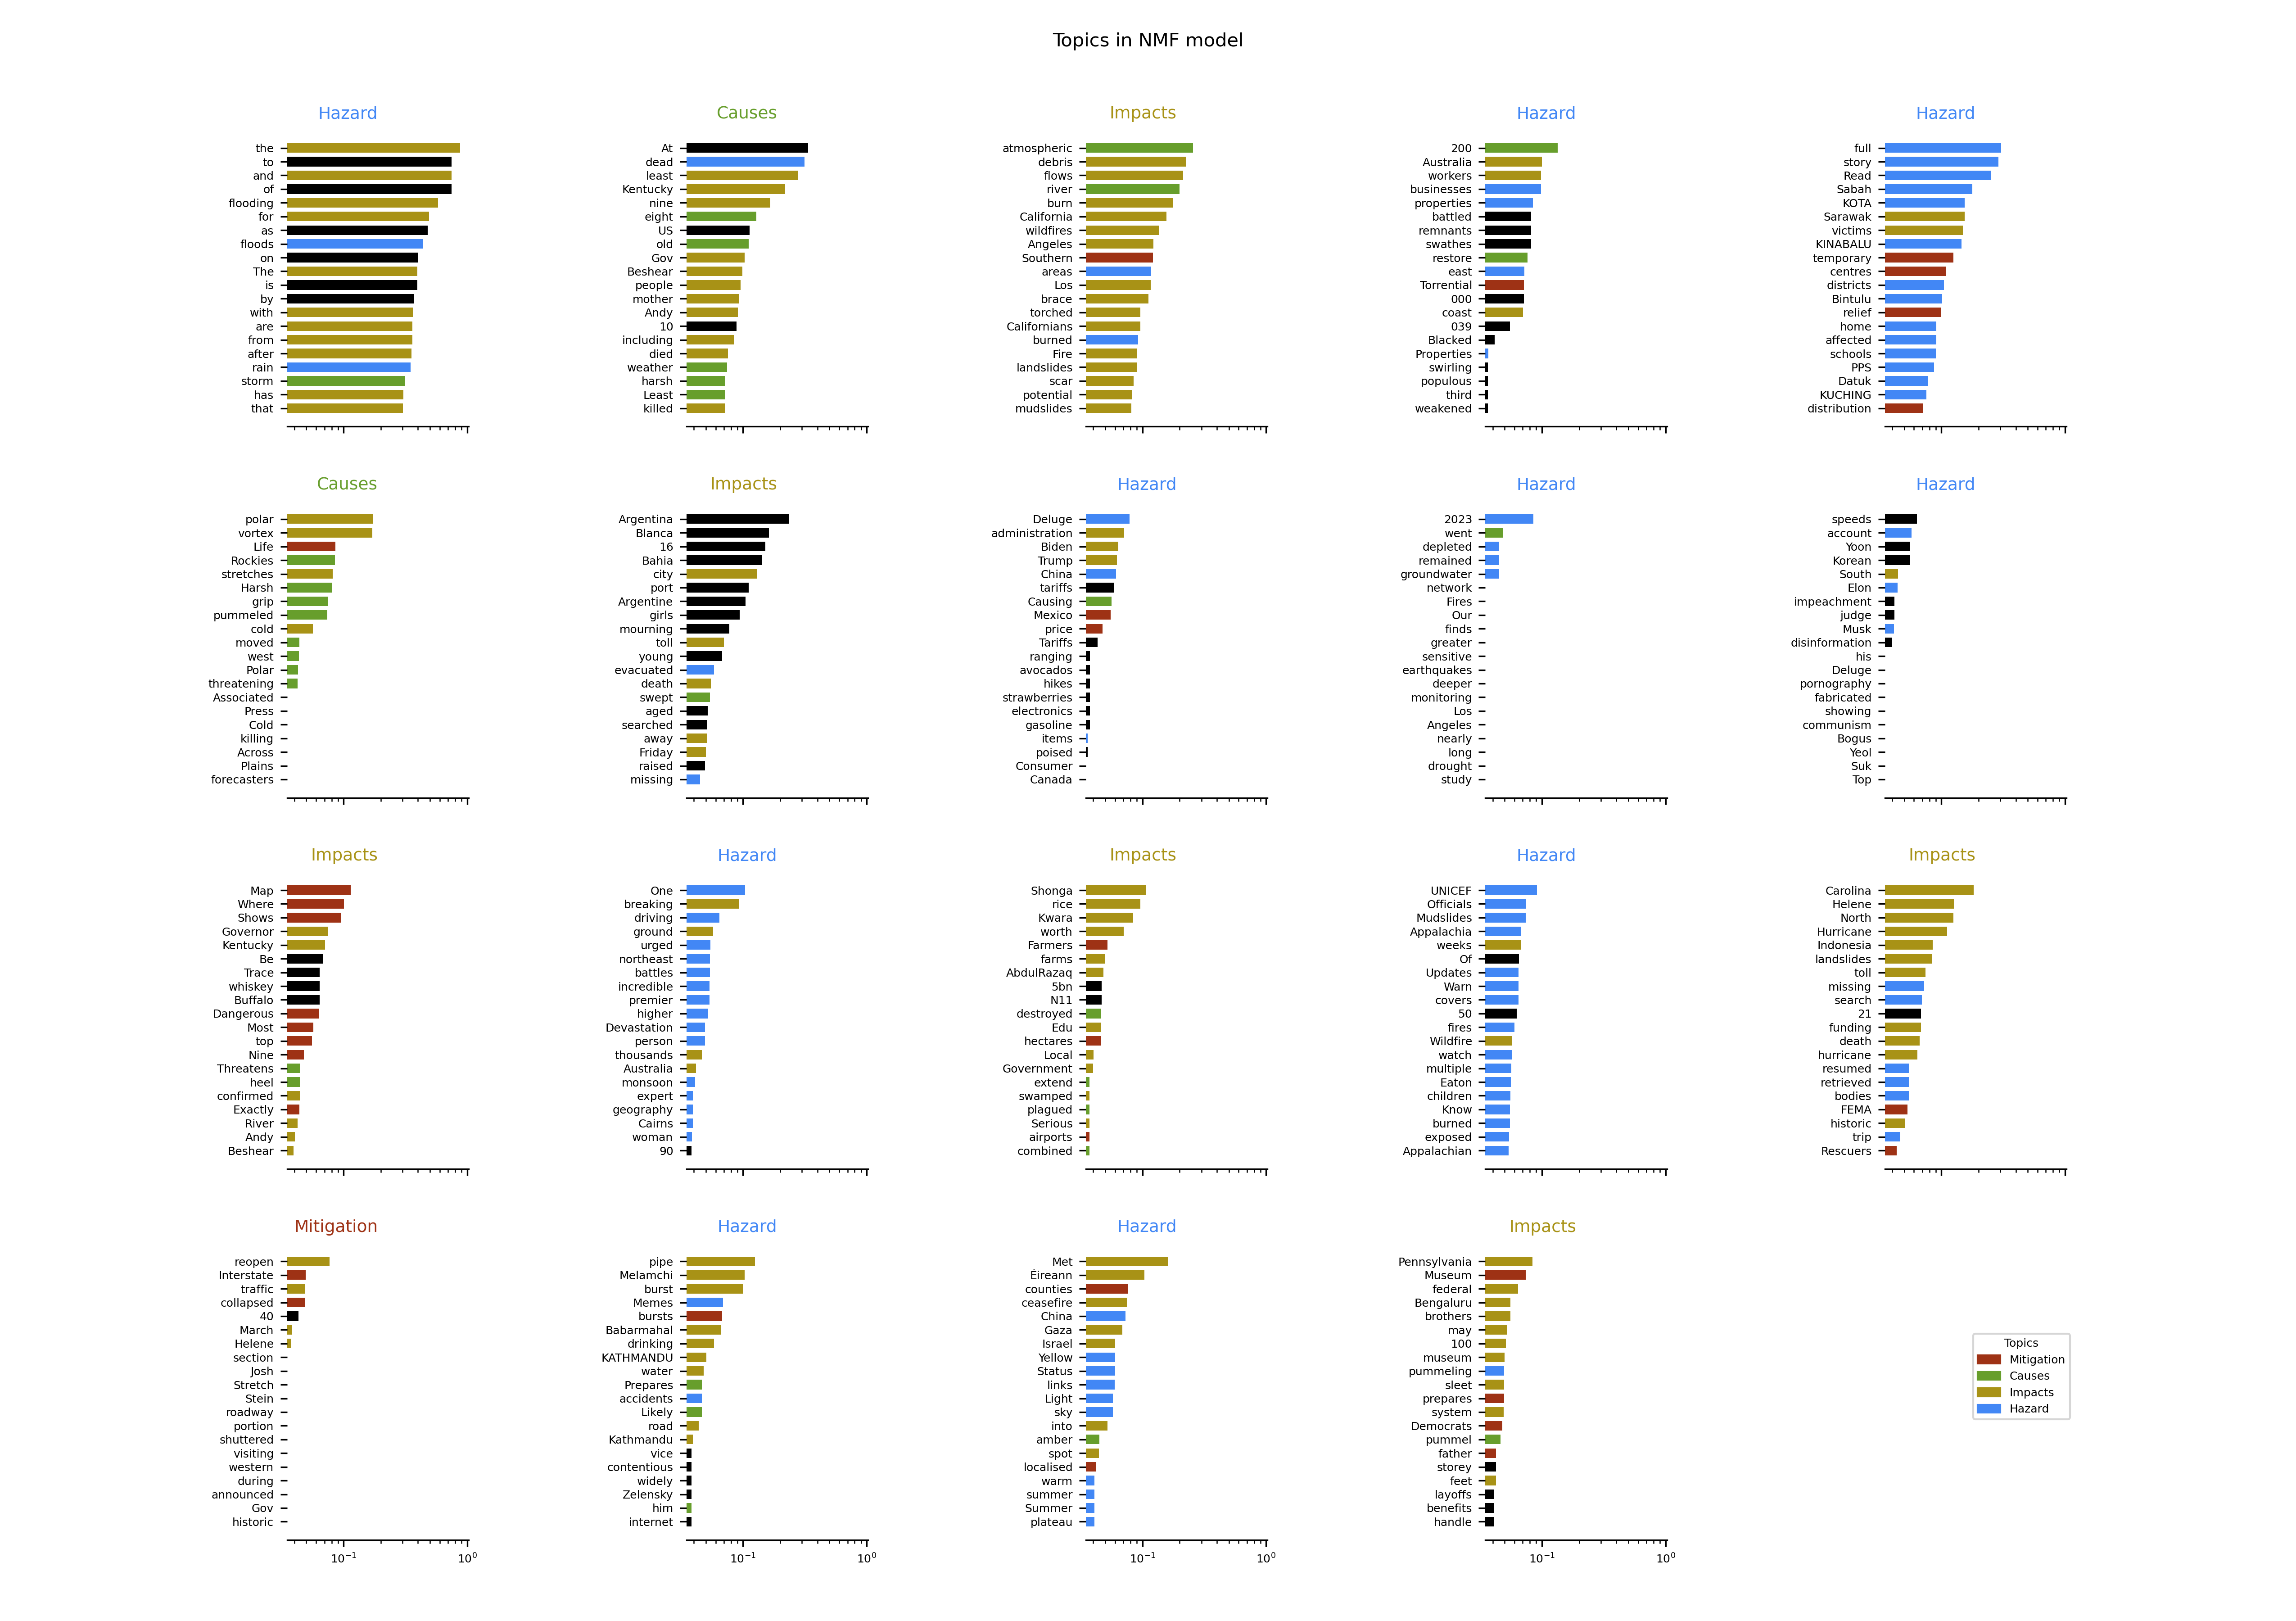 Topics in NMF model
Hazard
the
to
and
of
flooding
for
as
floods
on
The
is
by
with
are
from
after
rain
storm
has
that
Causes
At
dead
least
Kentucky
nine
eight
US
old
Gov
Beshear
people
mother
Andy
10
including
died
weather
harsh
Least
killed
Impacts
atmospheric
debris
flows
river
burn
California
wildfires
Angeles
Southern
areas
Los
brace
torched
Californians
burned
Fire
landslides
scar
potential
mudslides
Hazard
200
Australia
workers
businesses
properties
battled
remnants
swathes
restore
east
Torrential
000
coast
039
Blacked
Properties
swirling
populous
third
weakened
Hazard
full
story
Read
Sabah
KOTA
Sarawak
victims
KINABALU
temporary
centres
districts
Bintulu
relief
home
affected
schools
PPS
Datuk
KUCHING
distribution
Causes
polar
vortex
Life
Rockies
stretches
Harsh
grip
pummeled
cold
moved
west
Polar
threatening
Associated
Press
Cold
killing
Across
Plains
forecasters
Impacts
Argentina
Blanca
16
Bahia
city
port
Argentine
girls
mourning
toll
young
evacuated
death
swept
aged
searched
away
Friday
raised
missing
Hazard
Deluge
administration
Biden
Trump
China
tariffs
Causing
Mexico
price
Tariffs
ranging
avocados
hikes
strawberries
electronics
gasoline
items
poised
Consumer
Canada
Hazard
2023
went
depleted
remained
groundwater
network
Fires
Our
finds
greater
sensitive
earthquakes
deeper
monitoring
Los
Angeles
nearly
long
drought
study
Hazard
speeds
account
Yoon
Korean
South
Elon
impeachment
judge
Musk
disinformation
his
Deluge
pornography
fabricated
showing
communism
Bogus
Yeol
Suk
Top
Impacts
Map
Where
Shows
Governor
Kentucky
Be
Trace
whiskey
Buffalo
Dangerous
Most
top
Nine
Threatens
heel
confirmed
Exactly
River
Andy
Beshear
Hazard
One
breaking
driving
ground
urged
northeast
battles
incredible
premier
higher
Devastation
person
thousands
Australia
monsoon
expert
geography
Cairns
woman
90
Impacts
Shonga
rice
Kwara
worth
Farmers
farms
AbdulRazaq
5bn
N11
destroyed
Edu
hectares
Local
Government
extend
swamped
plagued
Serious
airports
combined
Hazard
UNICEF
Officials
Mudslides
Appalachia
weeks
Of
Updates
Warn
covers
50
fires
Wildfire
watch
multiple
Eaton
children
Know
burned
exposed
Appalachian
Impacts
Carolina
Helene
North
Hurricane
Indonesia
landslides
toll
missing
search
21
funding
death
hurricane
resumed
retrieved
bodies
FEMA
historic
trip
Rescuers
Mitigation
reopen
Interstate
traffic
collapsed
40
March
Helene
section
Josh
Stretch
Stein
roadway
portion
shuttered
visiting
western
during
announced
Gov
historic
10⁻¹ 10⁰
Hazard
pipe
Melamchi
burst
Memes
bursts
Babarmahal
drinking
KATHMANDU
water
Prepares
accidents
Likely
road
Kathmandu
vice
contentious
widely
Zelensky
him
internet
10⁻¹ 10⁰
Hazard
Met
Éireann
counties
ceasefire
China
Gaza
Israel
Yellow
Status
links
Light
sky
into
amber
spot
localised
warm
summer
Summer
plateau
10⁻¹ 10⁰
Impacts
Pennsylvania
Museum
federal
Bengaluru
brothers
may
100
museum
pummeling
sleet
prepares
system
Democrats
pummel
father
storey
feet
layoffs
benefits
handle
10⁻¹ 10⁰
Topics
Mitigation
Causes
Impacts
Hazard